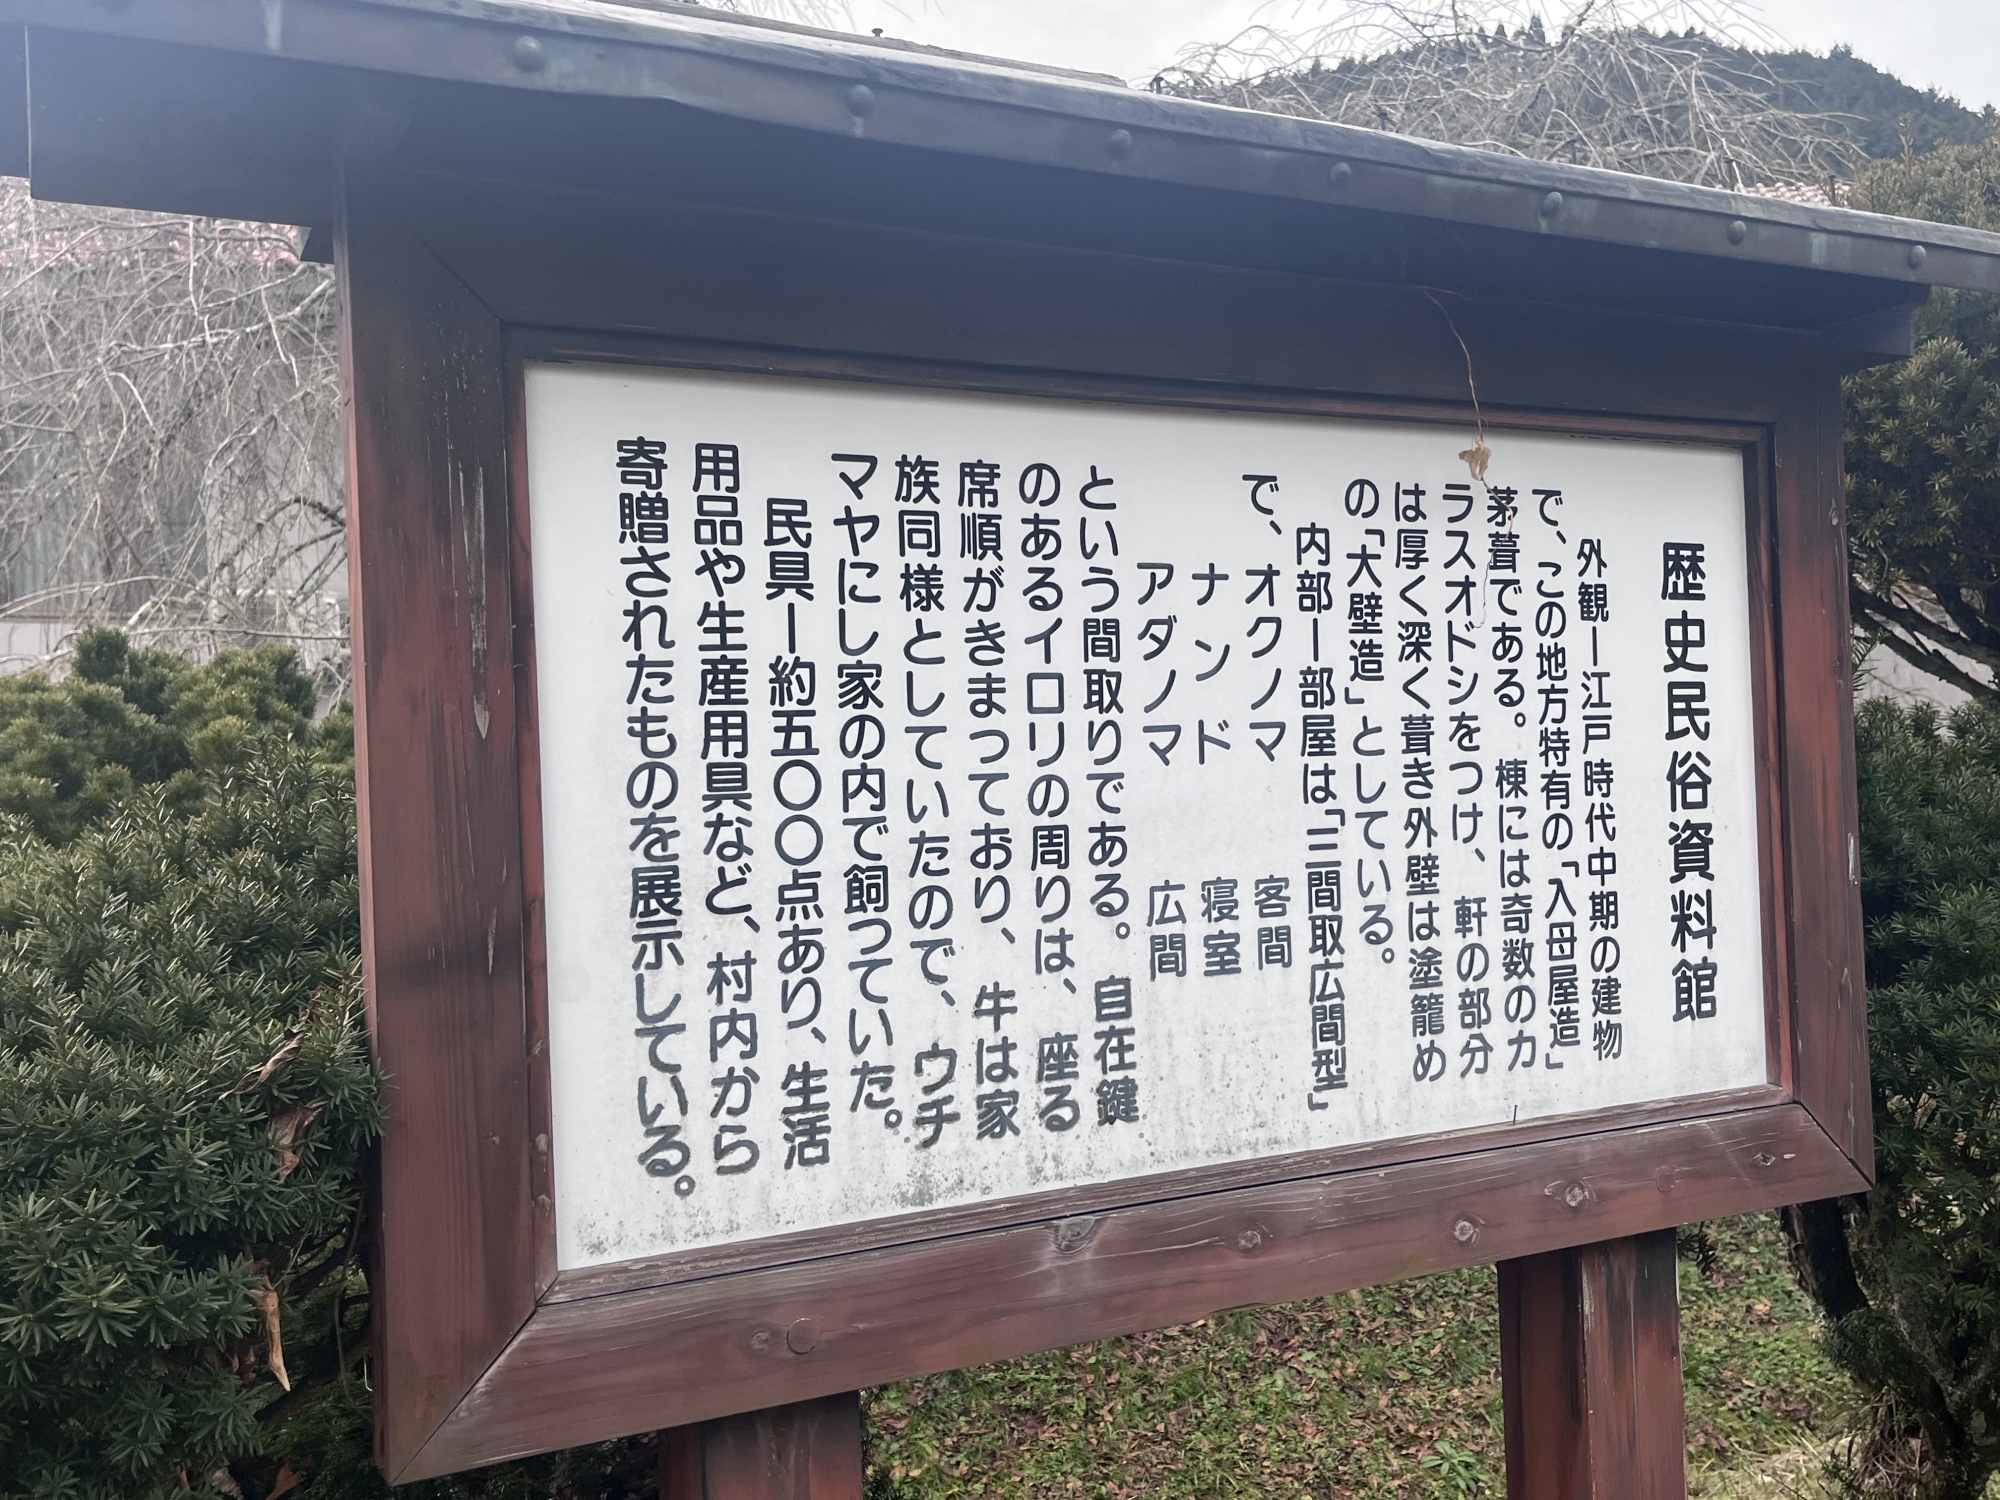 歴史民俗資料館
外観ー江戸時代中期の建物
で、この地方特有の「入母屋造」
茅葺である。棟には奇数のカ
ラスオドシをつけ、軒の部分
は厚く深く葺き外壁は塗籠め
の「大壁造」としている。
内部ー部屋は「三間取広間型」
で、オクノマ 客間
ナンド 寝室
アダノマ 広間
という間取りである。自在鍵
のあるイロリの周りは、座る
席順がきまっており、牛は家
族同様としていたので、ウチ
マヤにし家の内で飼っていた。
民具ー約五〇〇点あり、生活
用品や生産用具など、村内から
寄贈されたものを展示している。